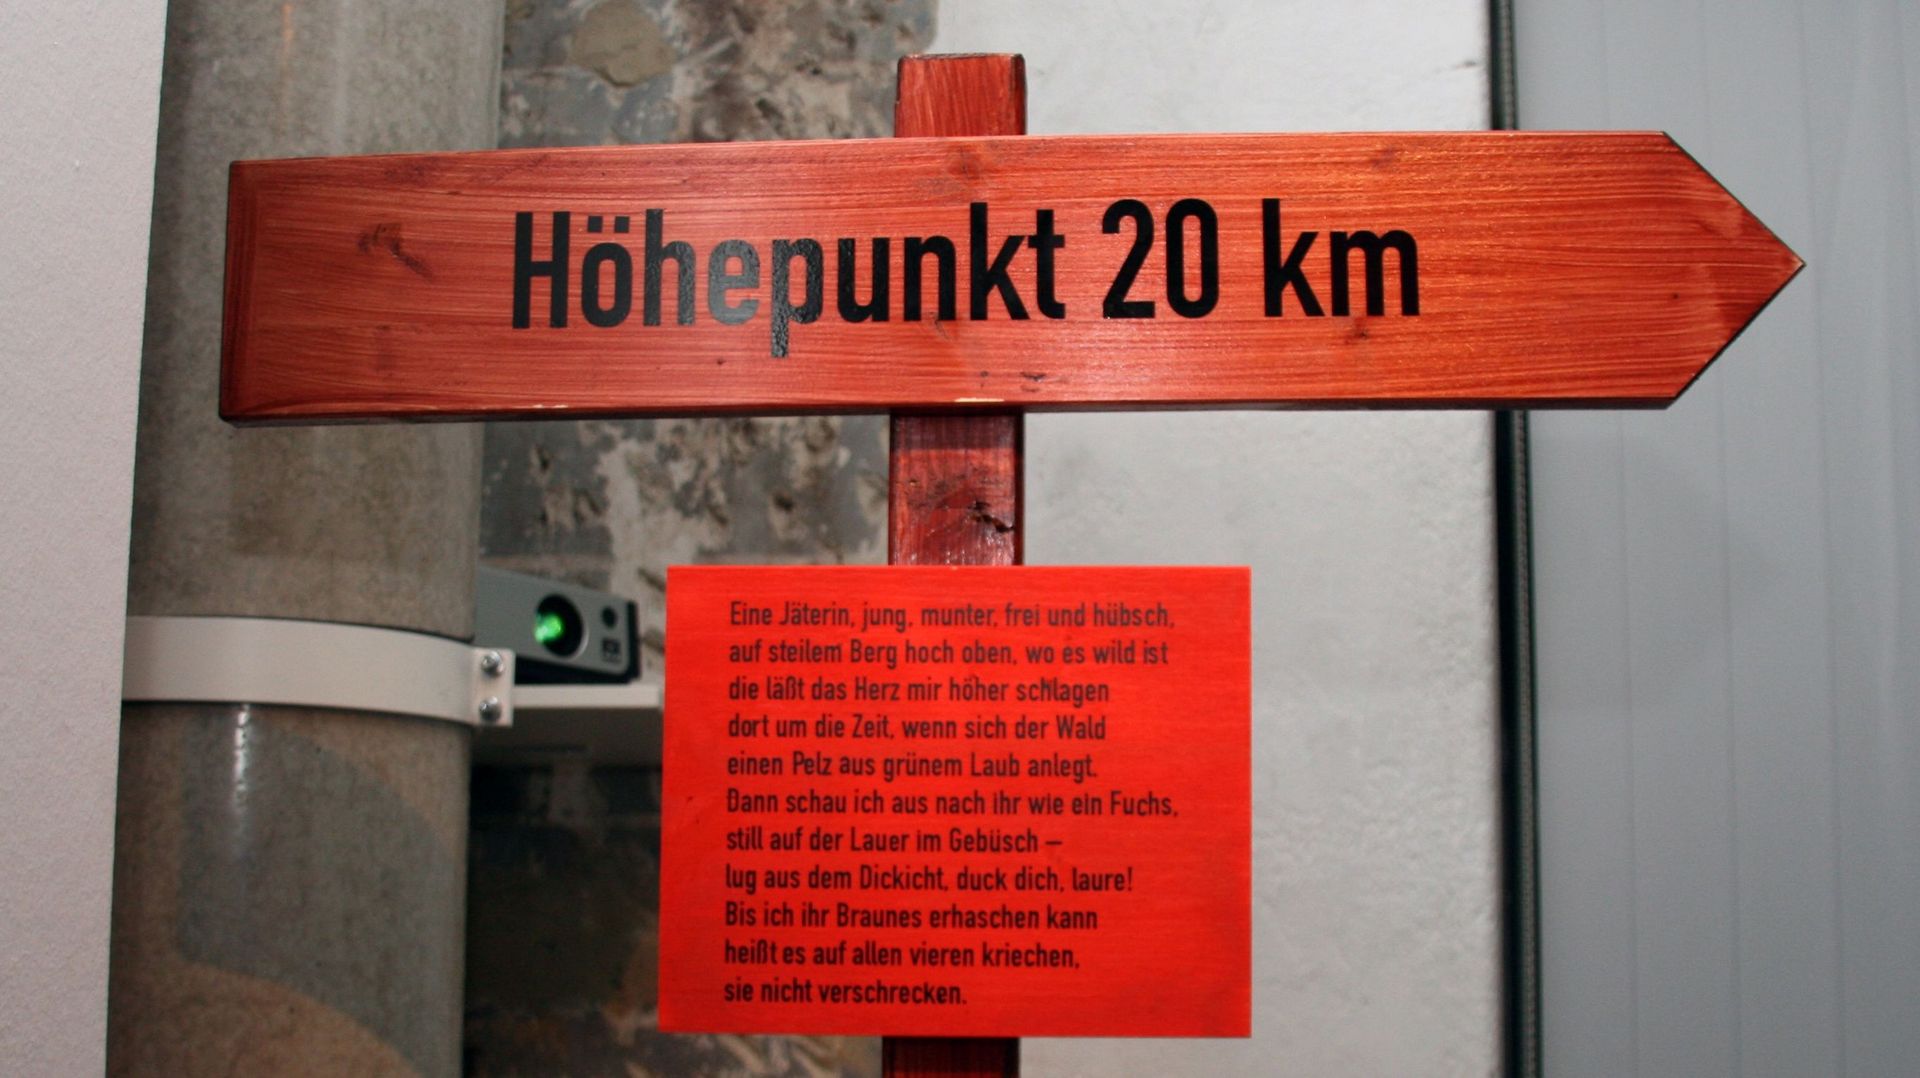 Höhepunkt 20 km
Eine Jäterin, jung, munter, frei und hübsch,
auf steilem Berg hoch oben, wo es wild ist
die läßt das Herz mir höher schlagen
dort um die Zeit, wenn sich der Wald
einen Pelz aus grünem Laub anlegt.
Dann schau ich aus nach ihr wie ein Fuchs,
still auf der Lauer im Gebüsch –
lug aus dem Dickicht, duck dich, laure!
Bis ich ihr Braunes erhaschen kann
heißt es auf allen vieren kriechen,
sie nicht verschrecken.